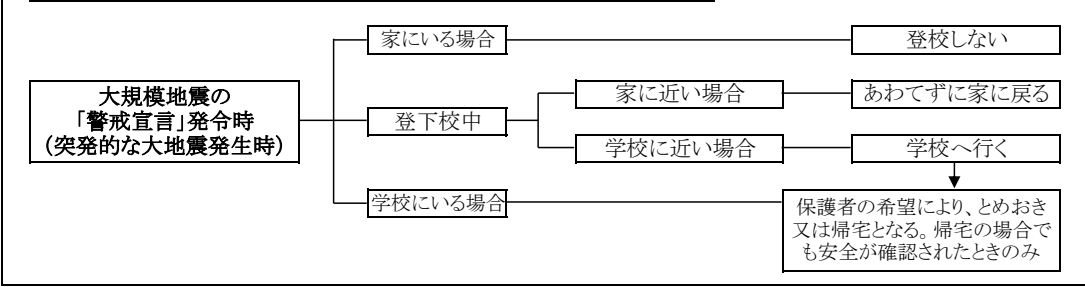 家にいる場合
登校しない
大規模地震の
「警戒宣言」発令時
(突発的な大地震発生時)
登下校中
家に近い場合
あわてずに家に戻る
学校に近い場合
学校へ行く
学校にいる場合
保護者の希望により、とめおき
又は帰宅となる。帰宅の場合で
も安全が確認されたときのみ